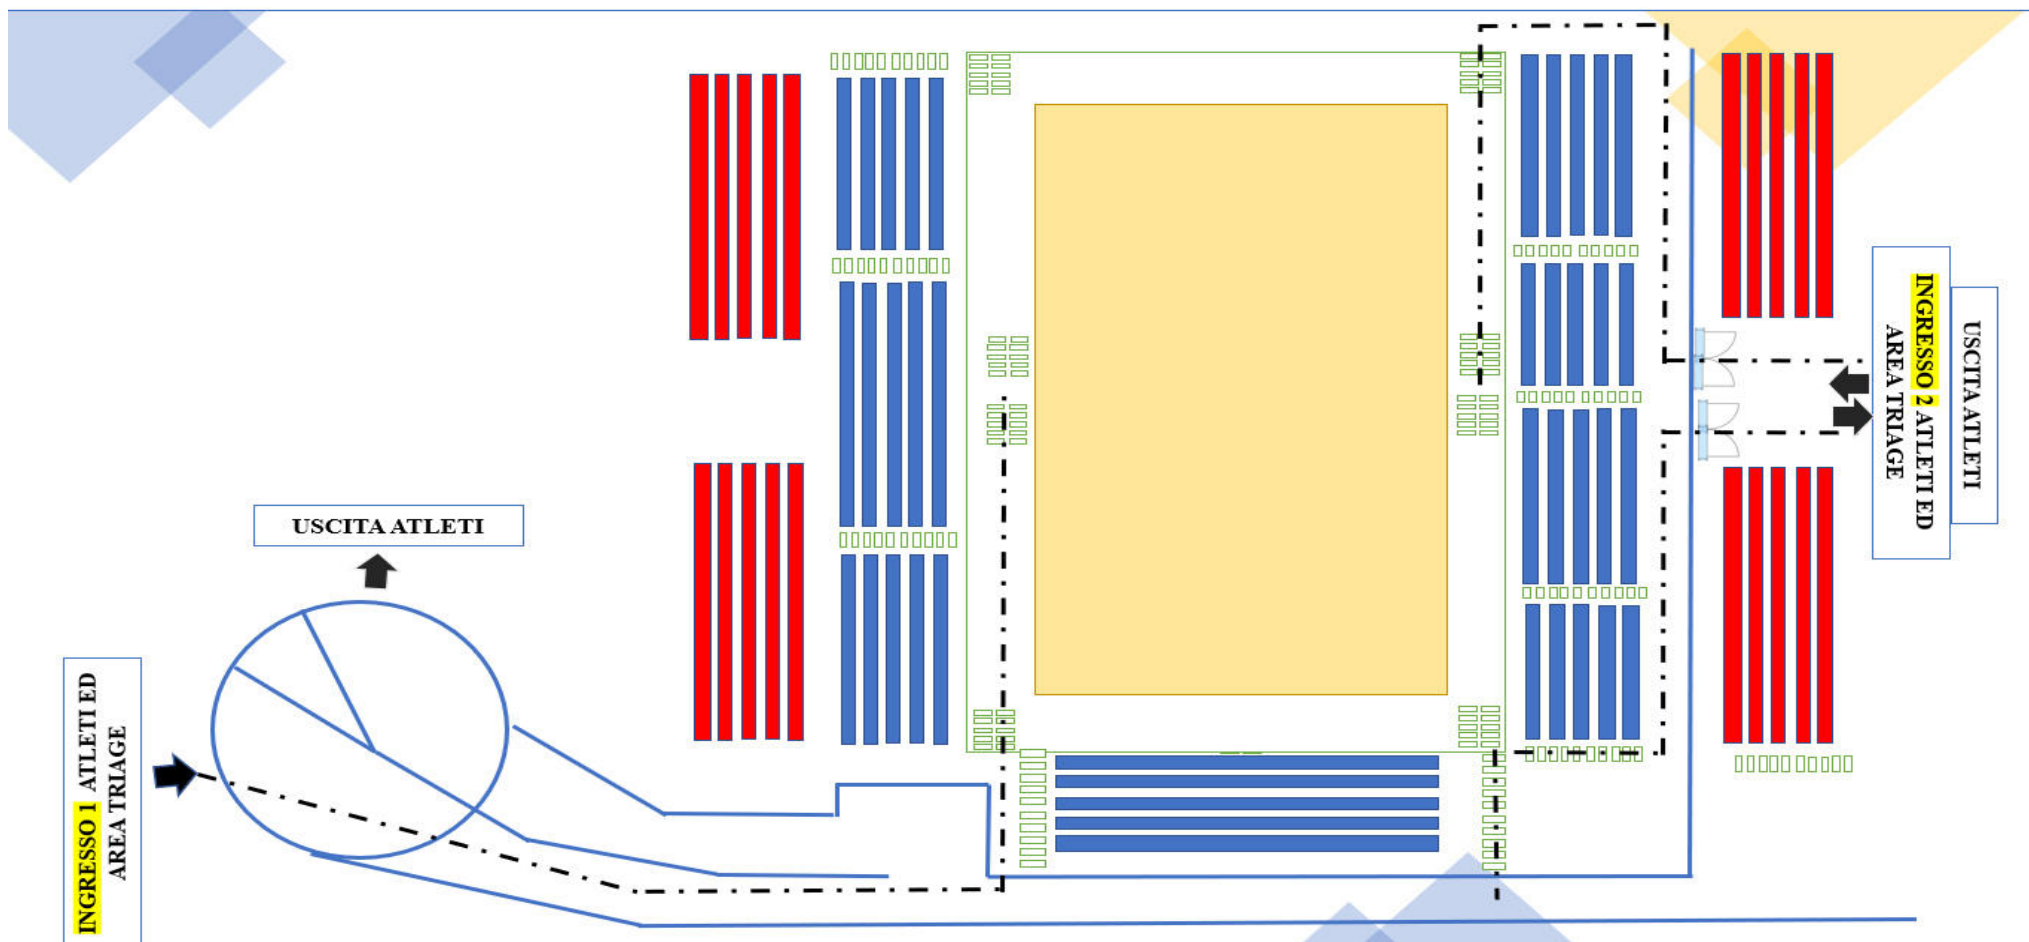 USCITA ATLETI
INGRESSO 1 ATLETI ED
AREA TRIAGE
USCITA ATLETI
INGRESSO 2 ATLETI ED
AREA TRIAGE